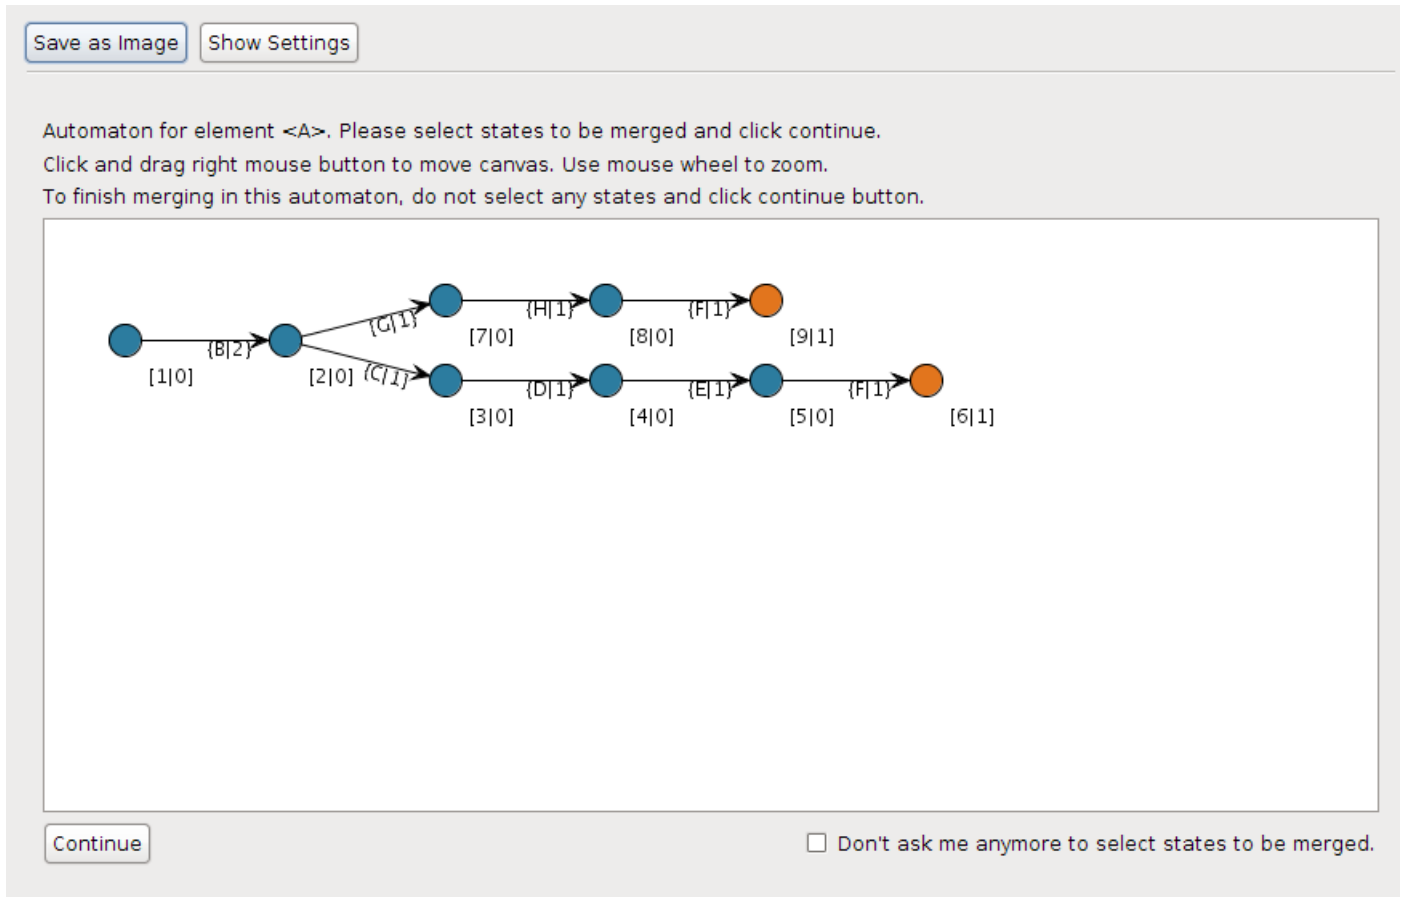 Save as Image Show Settings
Automaton for element <A>. Please select states to be merged and click continue.
Click and drag right mouse button to move canvas. Use mouse wheel to zoom.
To finish merging in this automaton, do not select any states and click continue button.
{G|1} {H|1} {F|1}
[7|0] [8|0] [9|1]
{B|2}
[1|0] [2|0] {C|1} {D|1} {E|1} {F|1}
[3|0] [4|0] [5|0] [6|1]
Continue Don't ask me anymore to select states to be merged.